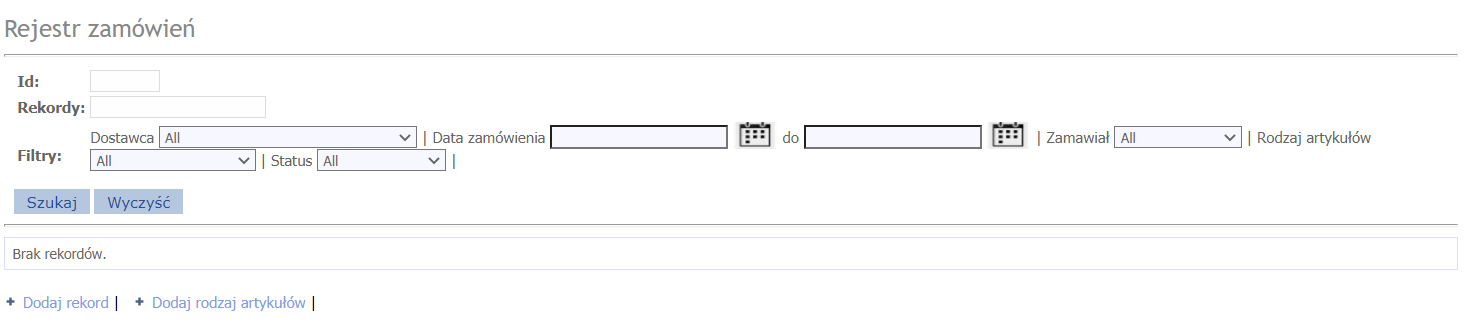 Rejestr zamówień
Id:
Rekordy:
Filtry:
Dostawca All | Data zamówienia do | Zamawiał All | Rodzaj artykułów
All | Status All |
Szukaj Wyczyść
Brak rekordów.
+ Dodaj rekord | + Dodaj rodzaj artykułów |